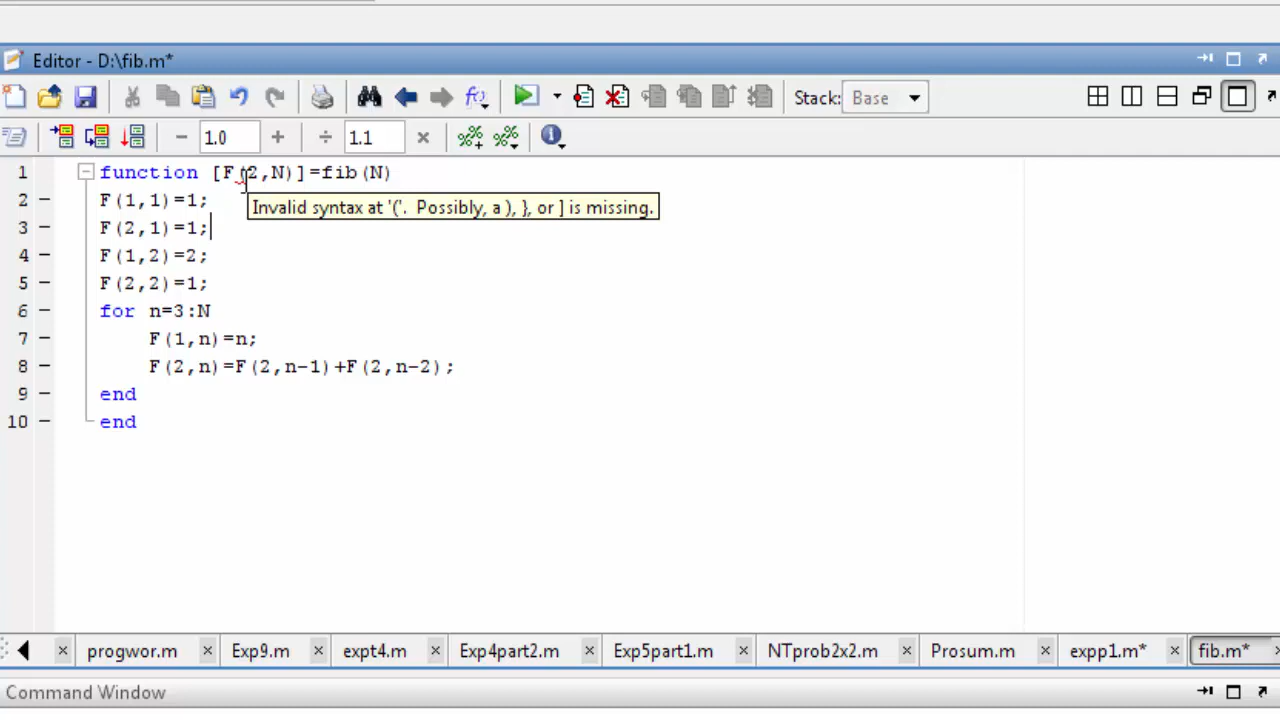 Editor - D:\fib.m*
1.0
1.1
Stack: Base
1 function [F(2,N)]=fib(N)
2 – F(1,1)=1;
Invalid syntax at '('. Possibly, a ), }, or ] is missing.
3 – F(2,1)=1;
4 – F(1,2)=2;
5 – F(2,2)=1;
6 – for n=3:N
7 – F(1,n)=n;
8 – F(2,n)=F(2,n-1)+F(2,n-2);
9 – end
10 – end
progwor.m Exp9.m expt4.m Exp4part2.m Exp5part1.m NTprob2x2.m Prosum.m expp1.m* fib.m*
Command Window